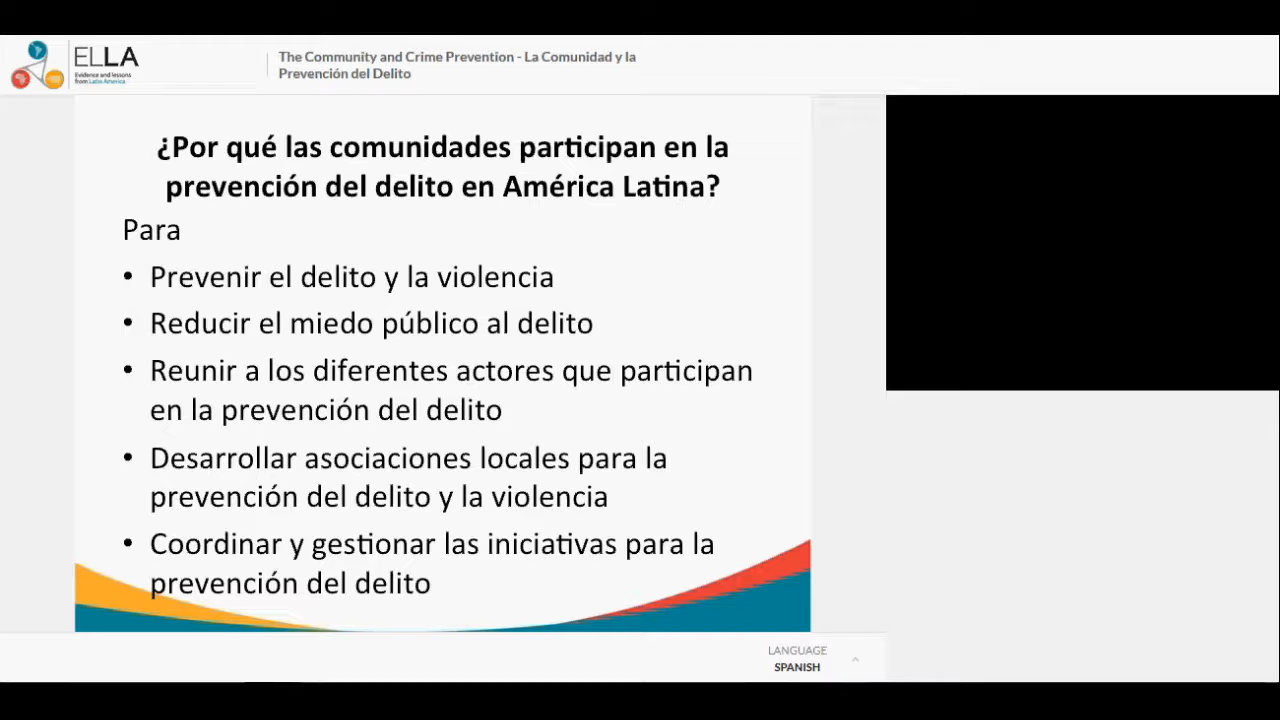 ELLA
Evidence and lessons
from Latin America
The Community and Crime Prevention - La Comunidad y la
Prevención del Delito
¿Por qué las comunidades participan en la
prevención del delito en América Latina?
Para
• Prevenir el delito y la violencia
• Reducir el miedo público al delito
• Reunir a los diferentes actores que participan
en la prevención del delito
• Desarrollar asociaciones locales para la
prevención del delito y la violencia
• Coordinar y gestionar las iniciativas para la
prevención del delito
LANGUAGE
SPANISH